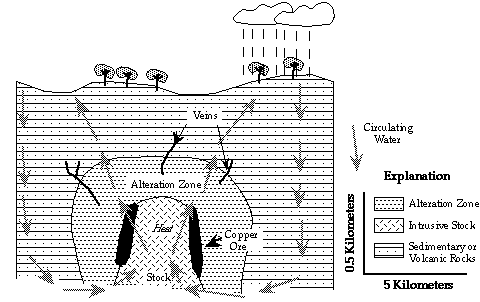 Veins
Circulating
Water
Alteration Zone
Heat
Copper
Ore
Stock
Explanation
Alteration Zone
Intrusive Stock
Sedimentary or
Volcanic Rocks
0.5 Kilometers
5 Kilometers